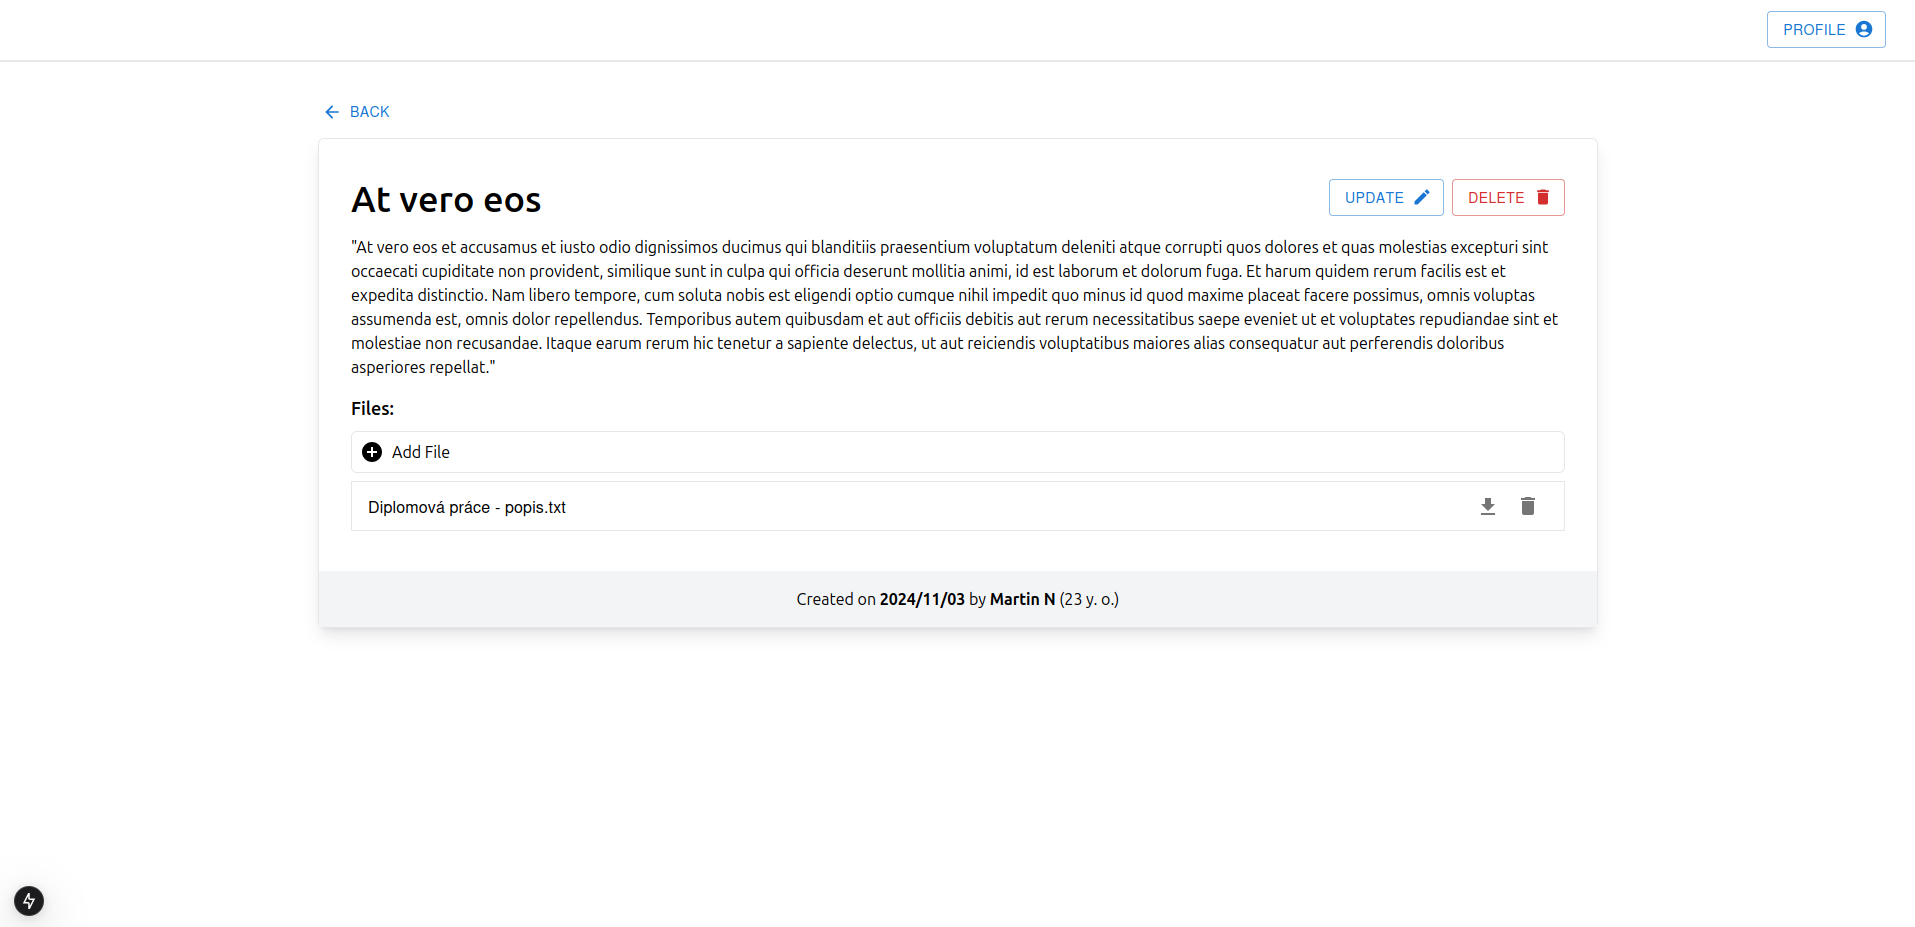 PROFILE
BACK
At vero eos
UPDATE
DELETE
"At vero eos et accusamus et iusto odio dignissimos ducimus qui blanditiis praesentium voluptatum deleniti atque corrupti quos dolores et quas molestias excepturi sint
occaecati cupiditate non provident, similique sunt in culpa qui officia deserunt mollitia animi, id est laborum et dolorum fuga. Et harum quidem rerum facilis est et
expedita distinctio. Nam libero tempore, cum soluta nobis est eligendi optio cumque nihil impedit quo minus id quod maxime placeat facere possimus, omnis voluptas
assumenda est, omnis dolor repellendus. Temporibus autem quibusdam et aut officiis debitis aut rerum necessitatibus saepe eveniet ut et voluptates repudiandae sint et
molestiae non recusandae. Itaque earum rerum hic tenetur a sapiente delectus, ut aut reiciendis voluptatibus maiores alias consequatur aut perferendis doloribus
asperiores repellat."
Files:
Add File
Diplomová práce - popis.txt
Created on 2024/11/03 by Martin N (23 y. o.)